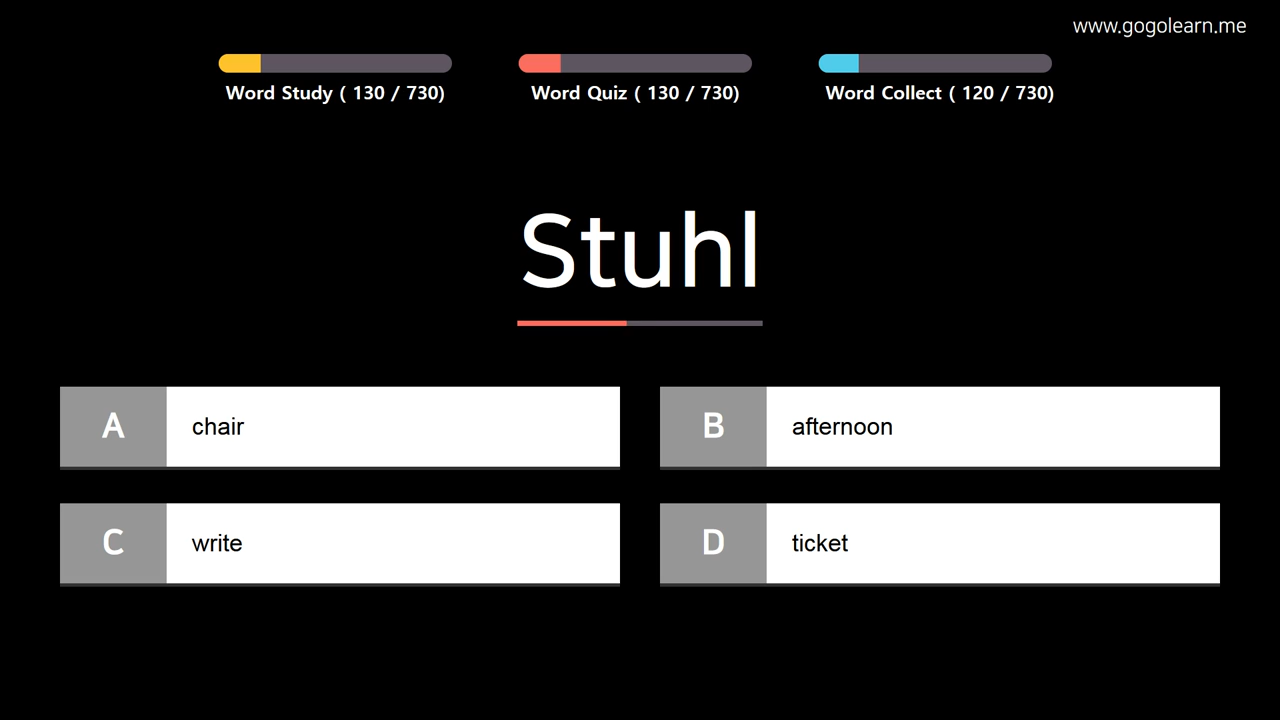 www.gogolearn.me
Word Study ( 130 / 730)
Word Quiz ( 130 / 730)
Word Collect ( 120 / 730)
Stuhl
A chair
B afternoon
C write
D ticket